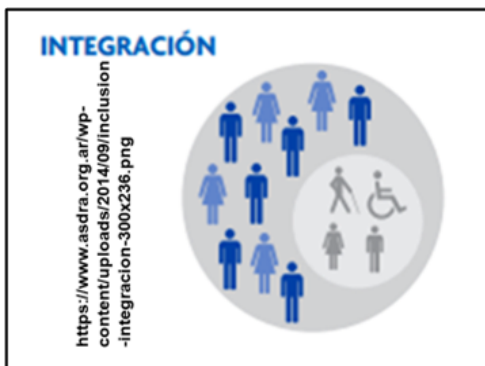 INTEGRACIÓN
https://www.asdra.org.ar/wp-
content/uploads/2014/09/inclusion
-integracion-300x236.png